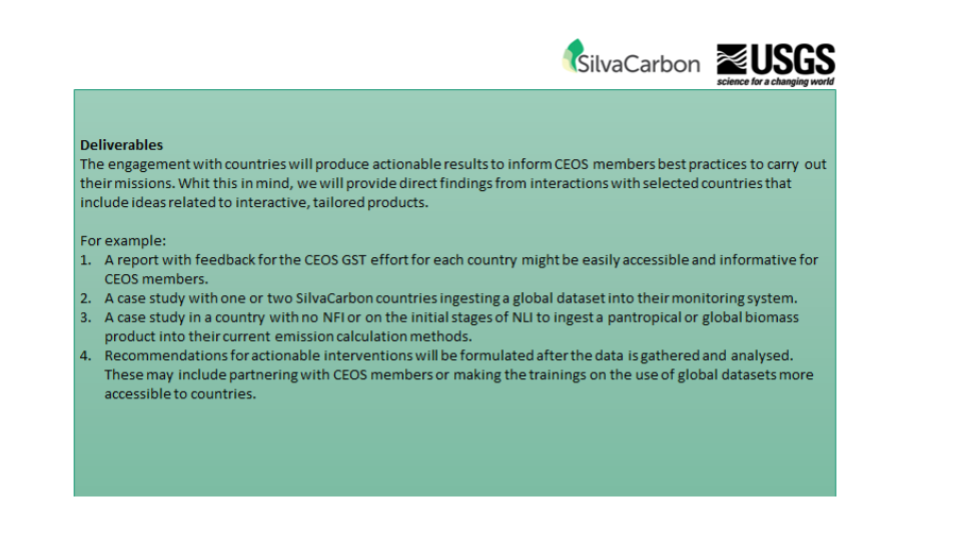 SilvaCarbon
USGS
science for a changing world
Deliverables
The engagement with countries will produce actionable results to inform CEOS members best practices to carry out
their missions. Whit this in mind, we will provide direct findings from interactions with selected countries that
include ideas related to interactive, tailored products.
For example:
1. A report with feedback for the CEOS GST effort for each country might be easily accessible and informative for
CEOS members.
2. A case study with one or two SilvaCarbon countries ingesting a global dataset into their monitoring system.
3. A case study in a country with no NFI or on the initial stages of NLI to ingest a pantropical or global biomass
product into their current emission calculation methods.
4. Recommendations for actionable interventions will be formulated after the data is gathered and analysed.
These may include partnering with CEOS members or making the trainings on the use of global datasets more
accessible to countries.